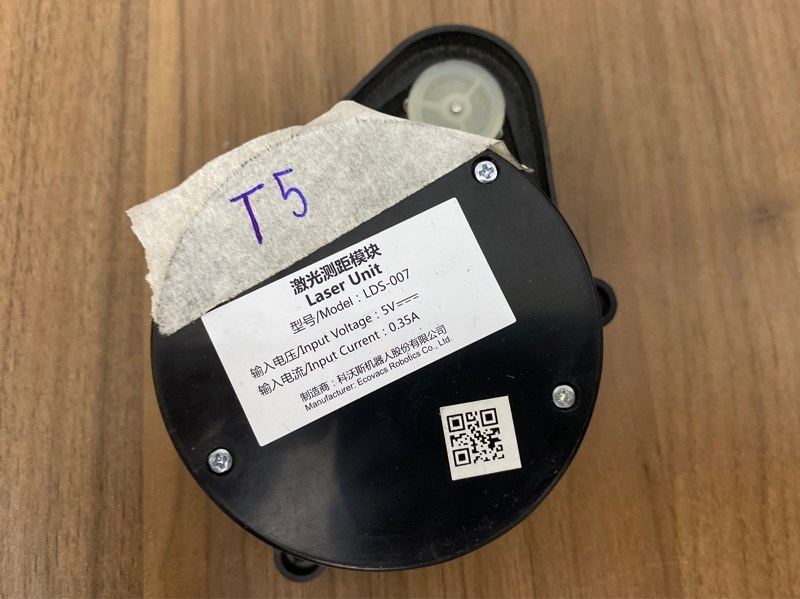 T5
激光测距模块
Laser Unit
型号/Model : LDS-007
输入电压/Input Voltage : 5V⎓
输入电流/Input Current : 0.35A
制造商 : 科沃斯机器人股份有限公司
Manufacturer: Ecovacs Robotics Co., Ltd.